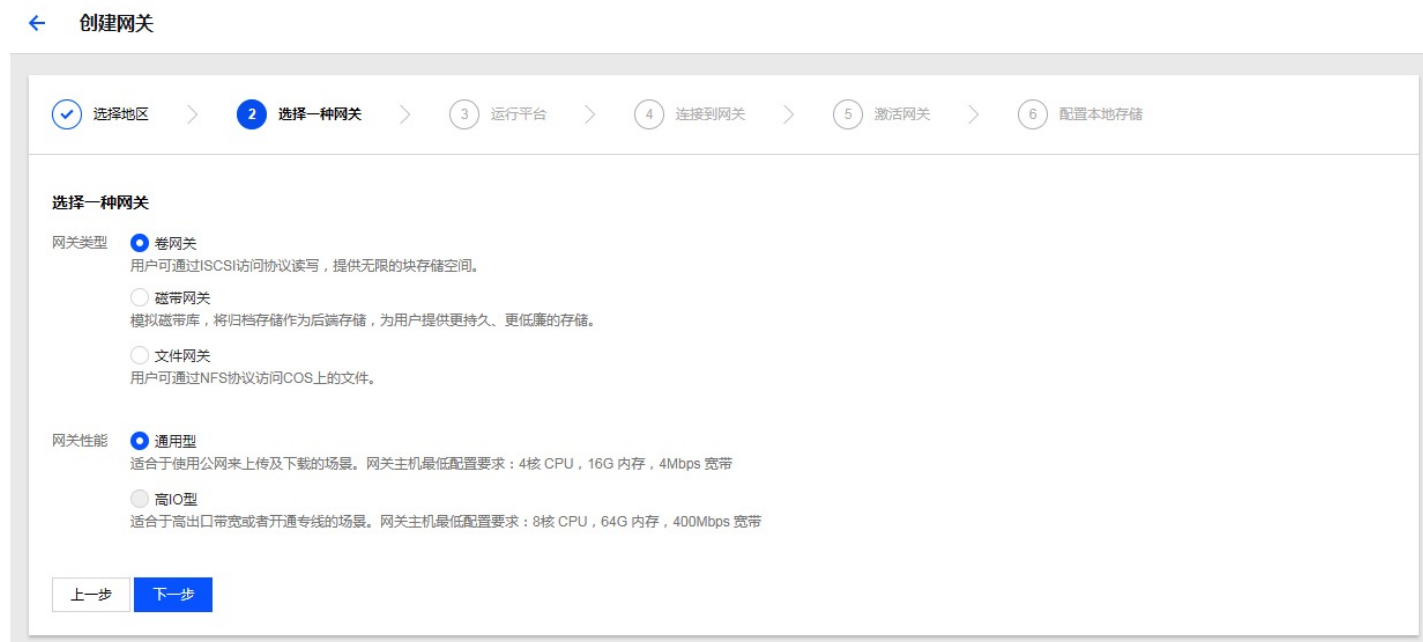 创建网关
选择地区 2 选择一种网关 3 运行平台 4 连接到网关 5 激活网关 6 配置本地存储
选择一种网关
网关类型 卷网关
用户可通过ISCSI访问协议读写，提供无限的块存储空间。
磁带网关
模拟磁带库，将归档存储作为后端存储，为用户提供更持久、更低廉的存储。
文件网关
用户可通过NFS协议访问COS上的文件。
网关性能 通用型
适合于使用公网来上传及下载的场景。网关主机最低配置要求：4核 CPU，16G 内存，4Mbps 宽带
高IO型
适合于高出口带宽或者开通专线的场景。网关主机最低配置要求：8核 CPU，64G 内存，400Mbps 宽带
上一步 下一步